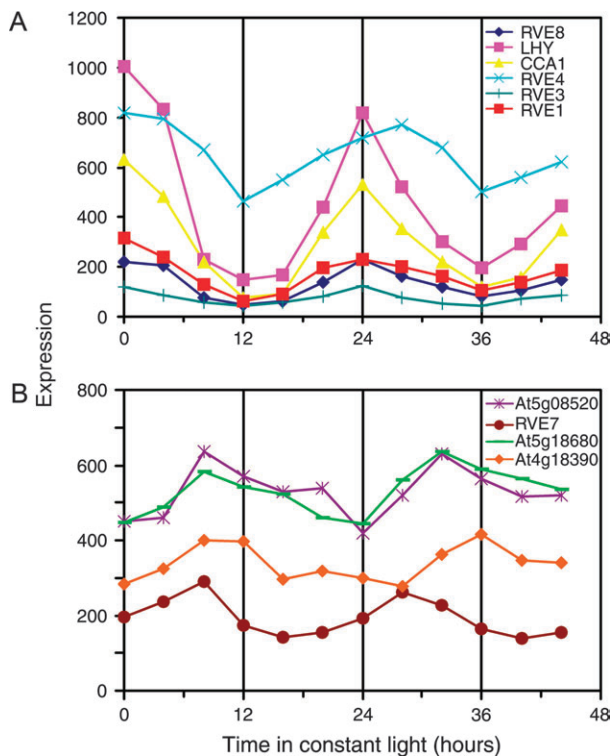 A
RVE8
LHY
CCA1
RVE4
RVE3
RVE1
1200
1000
800
600
400
200
0
0 12 24 36 48
Expression
B
At5g08520
RVE7
At5g18680
At4g18390
800
600
400
200
0
0 12 24 36 48
Time in constant light (hours)